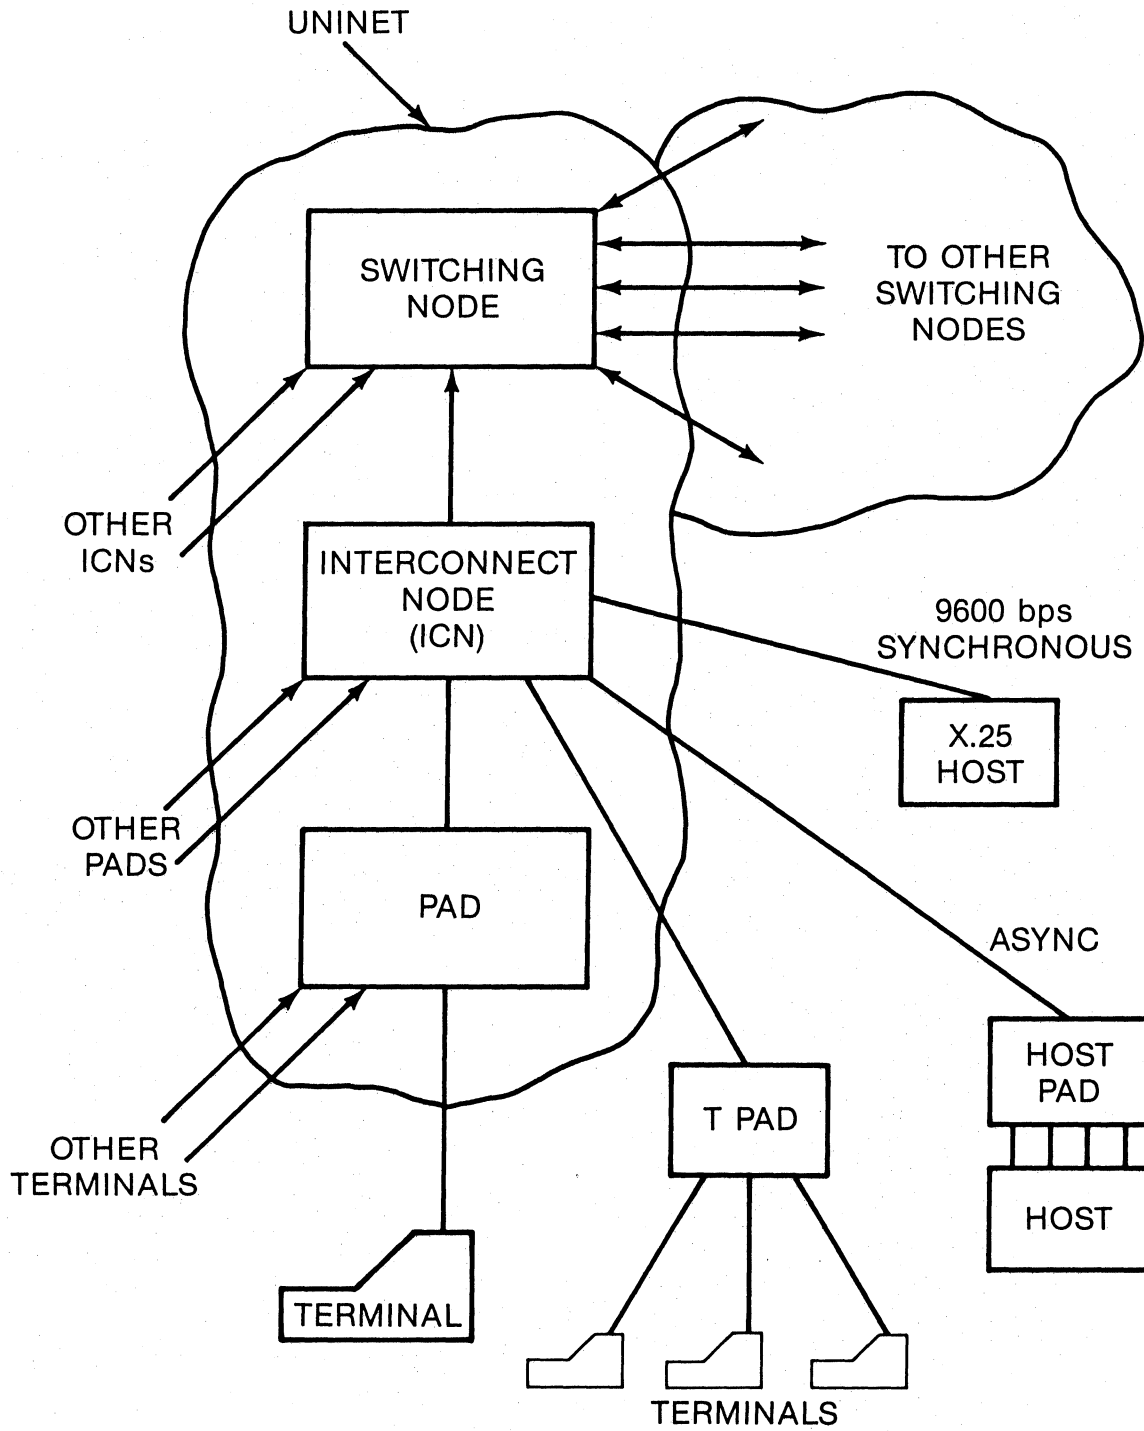 UNINET
SWITCHING
NODE
TO OTHER
SWITCHING
NODES
OTHER
ICNs
INTERCONNECT
NODE
(ICN)
9600 bps
SYNCHRONOUS
X.25
HOST
OTHER
PADS
PAD
ASYNC
HOST
PAD
T PAD
OTHER
TERMINALS
HOST
TERMINAL
TERMINALS